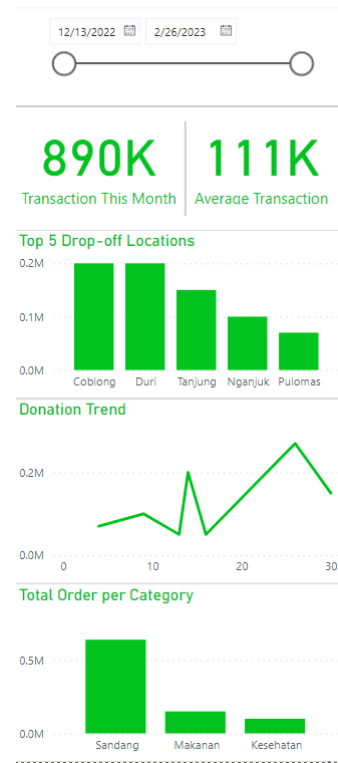 12/13/2022 2/26/2023
890K 111K
Transaction This Month Average Transaction
Top 5 Drop-off Locations
0.2M
0.1M
0.0M
Coblong Duri Tanjung Nganjuk Pulomas
Donation Trend
0.2M
0.0M
0 10 20 30
Total Order per Category
0.5M
0.0M
Sandang Makanan Kesehatan